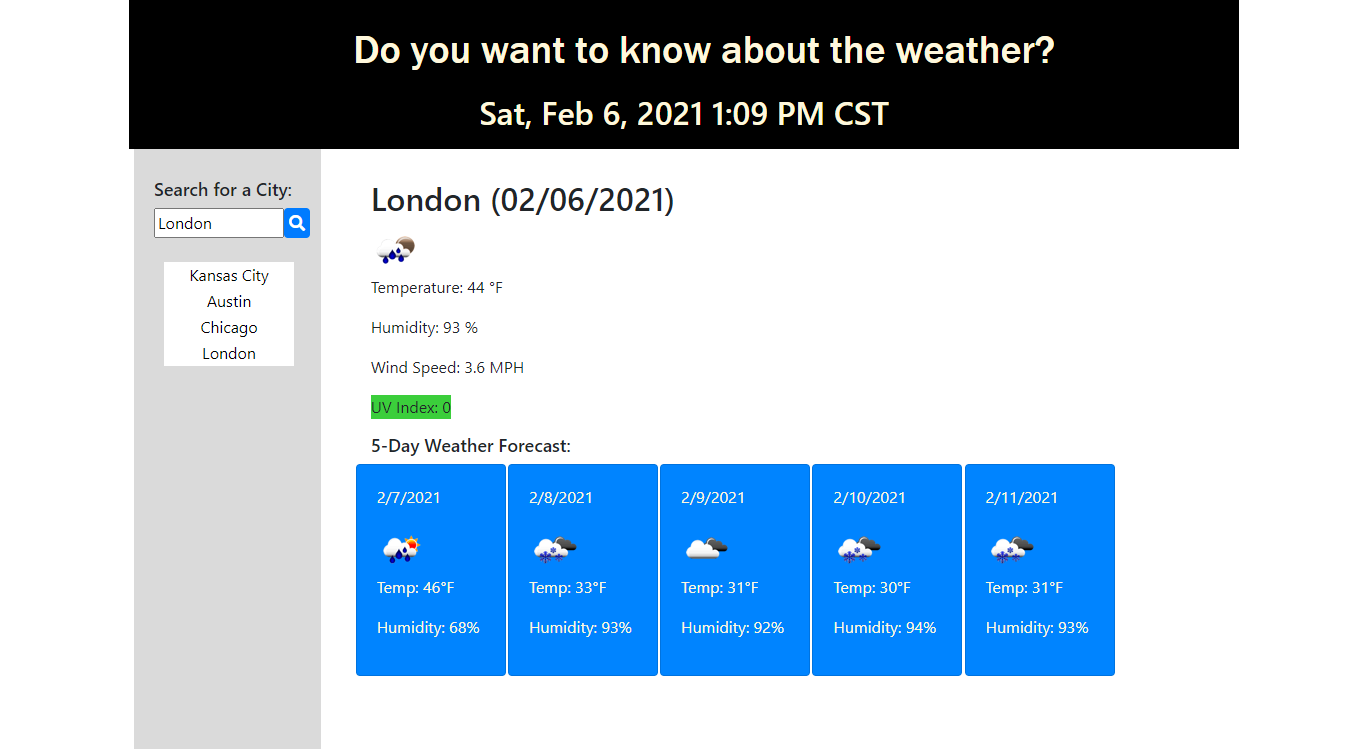 Do you want to know about the weather?
Sat, Feb 6, 2021 1:09 PM CST
Search for a City:
London
Kansas City
Austin
Chicago
London
London (02/06/2021)
Temperature: 44 °F
Humidity: 93 %
Wind Speed: 3.6 MPH
UV Index: 0
5-Day Weather Forecast:
2/7/2021
Temp: 46°F
Humidity: 68%
2/8/2021
Temp: 33°F
Humidity: 93%
2/9/2021
Temp: 31°F
Humidity: 92%
2/10/2021
Temp: 30°F
Humidity: 94%
2/11/2021
Temp: 31°F
Humidity: 93%